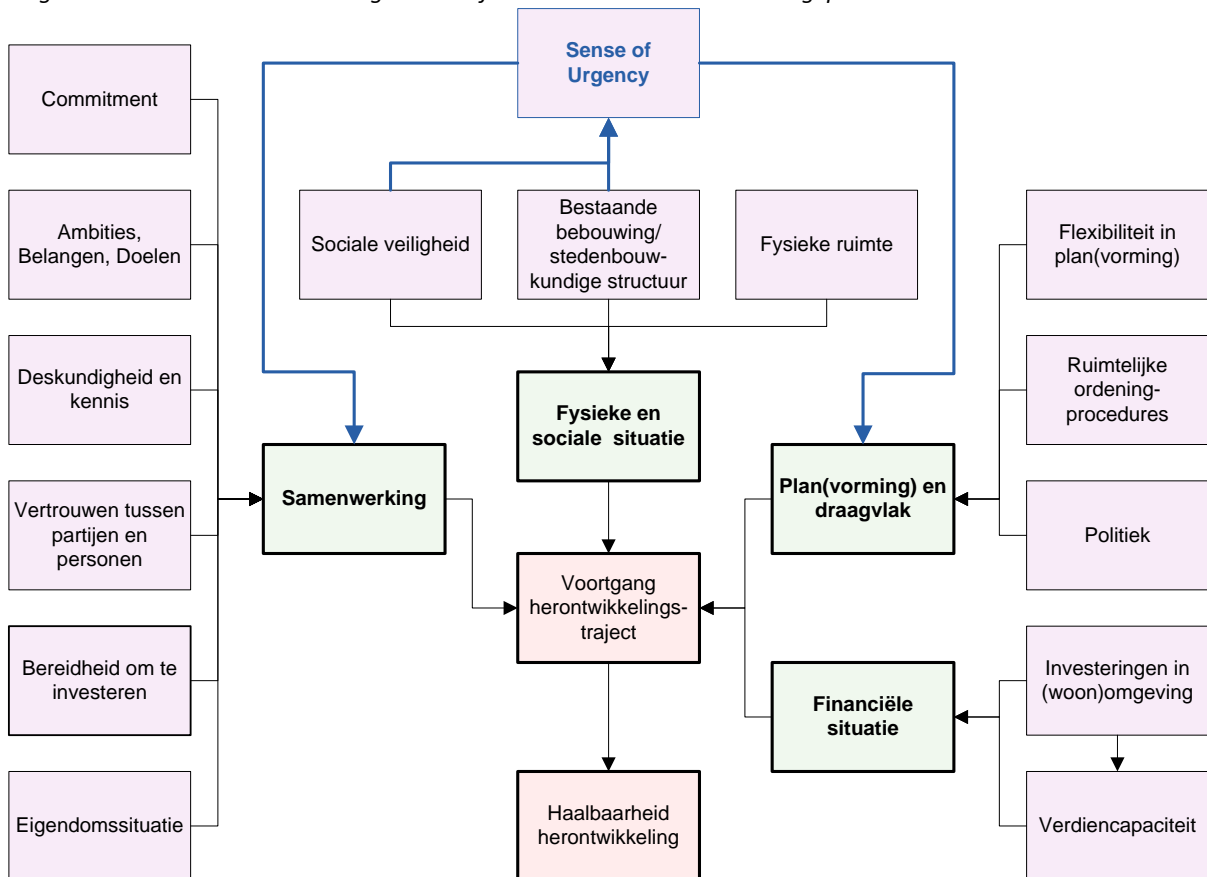 Sense of
Urgency
Commitment
Ambities,
Belangen, Doelen
Sociale veiligheid
Bestaande
bebouwing/
stedenbouw-
kundige structuur
Fysieke ruimte
Flexibiliteit in
plan(vorming)
Deskundigheid en
kennis
Fysieke en
sociale situatie
Ruimtelijke
ordening-
procedures
Samenwerking
Plan(vorming) en
draagvlak
Vertrouwen tussen
partijen en
personen
Voortgang
herontwikkelings-
traject
Politiek
Bereidheid om te
investeren
Financiële
situatie
Investeringen in
(woon)omgeving
Eigendomssituatie
Haalbaarheid
herontwikkeling
Verdiencapaciteit